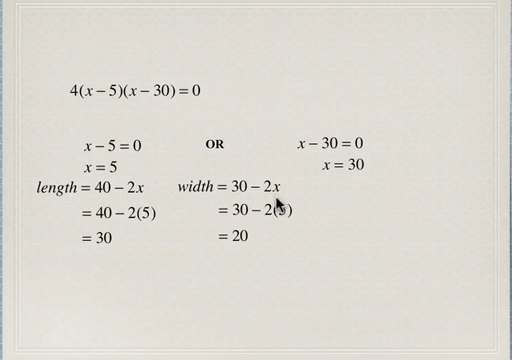 4(x – 5)(x – 30) = 0
x – 5 = 0 OR x – 30 = 0
x = 5 x = 30
length = 40 – 2x width = 30 – 2x
= 40 – 2(5) = 30 – 2(5)
= 30 = 20